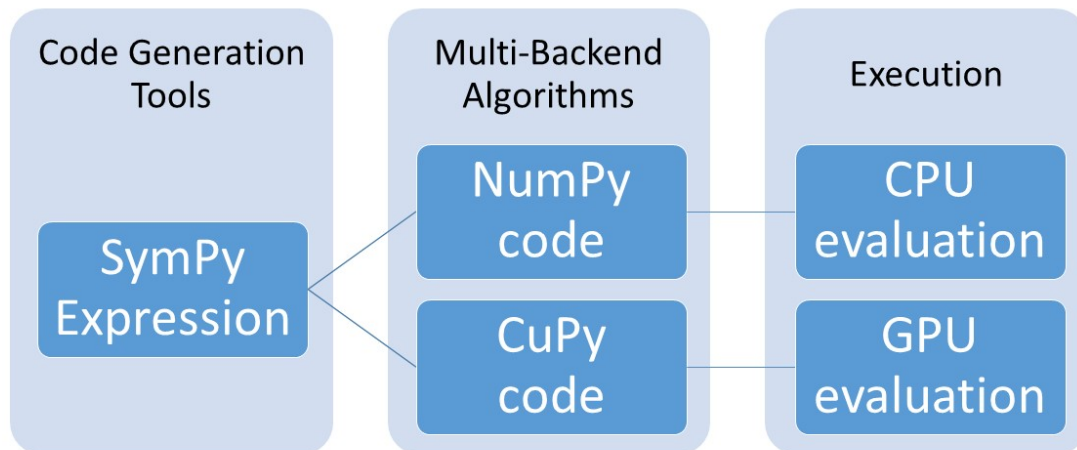 Code Generation
Tools
SymPy
Expression
Multi-Backend
Algorithms
NumPy
code
CuPy
code
Execution
CPU
evaluation
GPU
evaluation